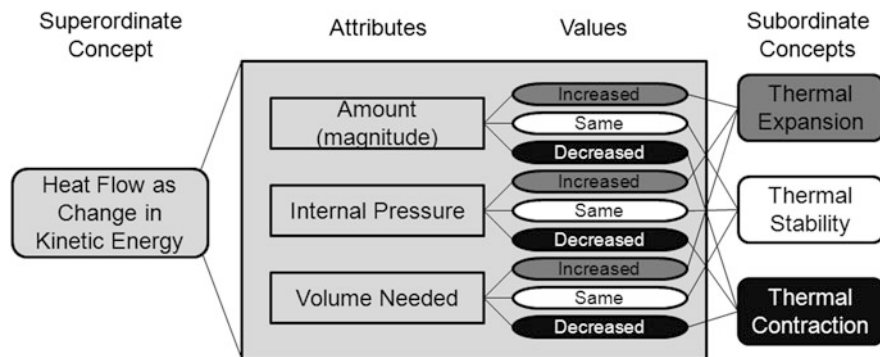 Superordinate
Concept
Attributes
Values
Subordinate
Concepts
Heat Flow as
Change in
Kinetic Energy
Amount
(magnitude)
Increased
Same
Decreased
Internal Pressure
Increased
Same
Decreased
Volume Needed
Increased
Same
Decreased
Thermal
Expansion
Thermal
Stability
Thermal
Contraction